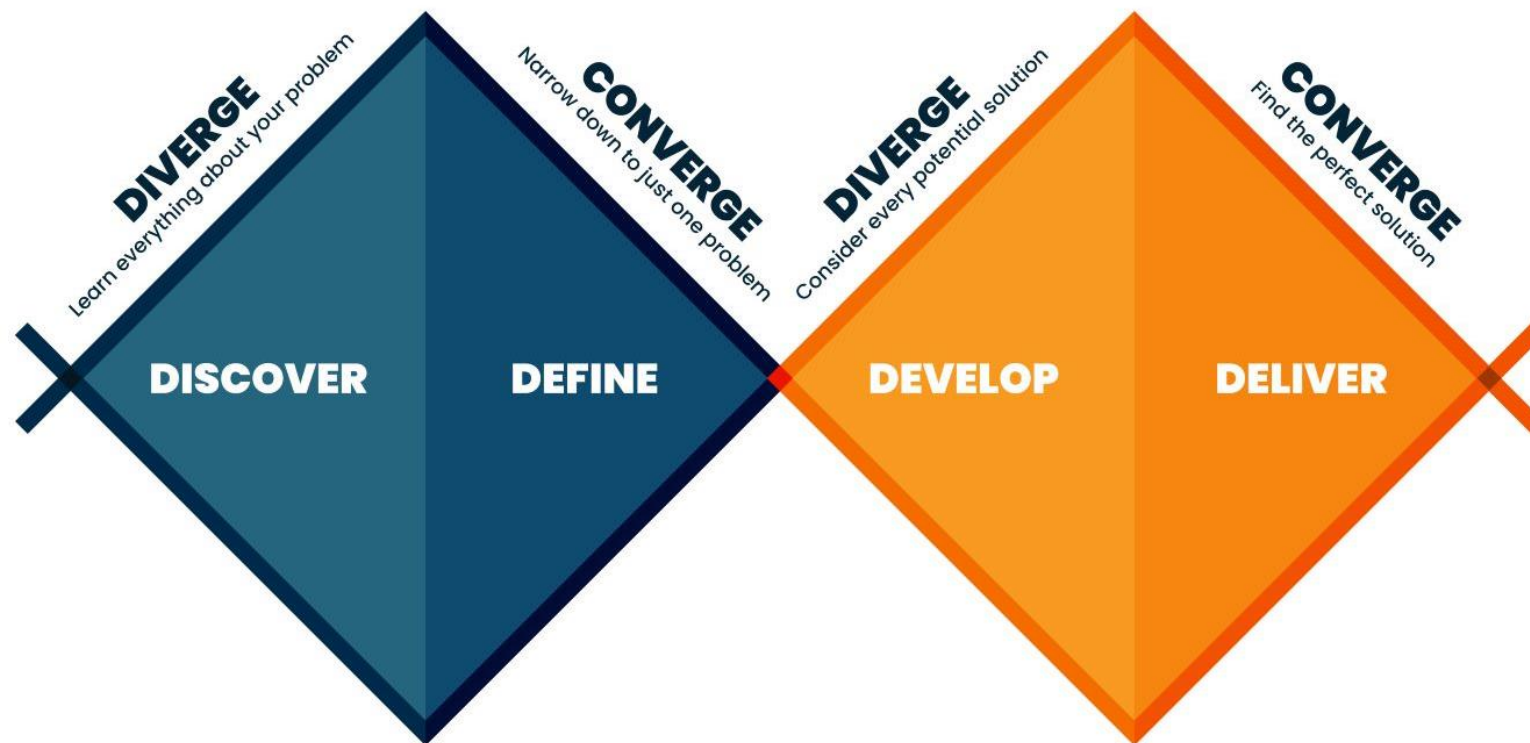 DIVERGE
Learn everything about your problem
CONVERGE
Narrow down to just one problem
DIVERGE
Consider every potential solution
CONVERGE
Find the perfect solution
DISCOVER
DEFINE
DEVELOP
DELIVER